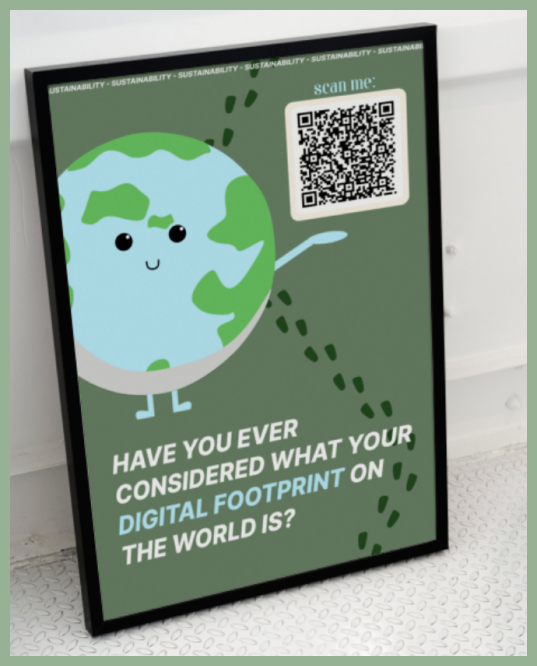 USTAINABILITY - SUSTAINABILITY - SUSTAINABILITY - SUSTAINABILITY - SUSTAINABILITY - SUSTAINABI
scan me:
HAVE YOU EVER
CONSIDERED WHAT YOUR
DIGITAL FOOTPRINT ON
THE WORLD IS?